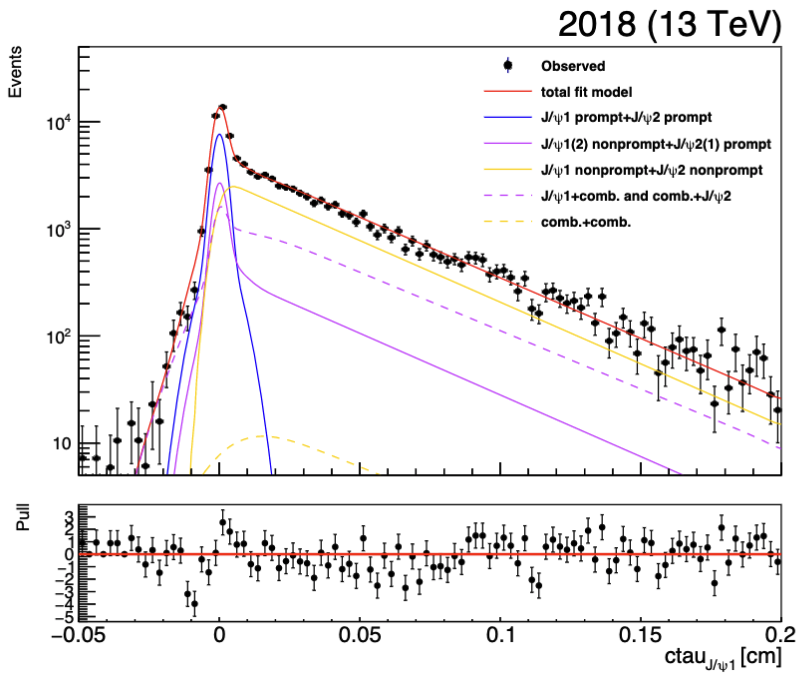 2018 (13 TeV)
Events
10⁴
10³
10²
10
Observed
total fit model
J/ψ1 prompt+J/ψ2 prompt
J/ψ1(2) nonprompt+J/ψ2(1) prompt
J/ψ1 nonprompt+J/ψ2 nonprompt
J/ψ1+comb. and comb.+J/ψ2
comb.+comb.
Pull
3
2
1
0
−1
−2
−3
−4
−5
−0.05 0 0.05 0.1 0.15 0.2
ctau_{J/ψ1} [cm]